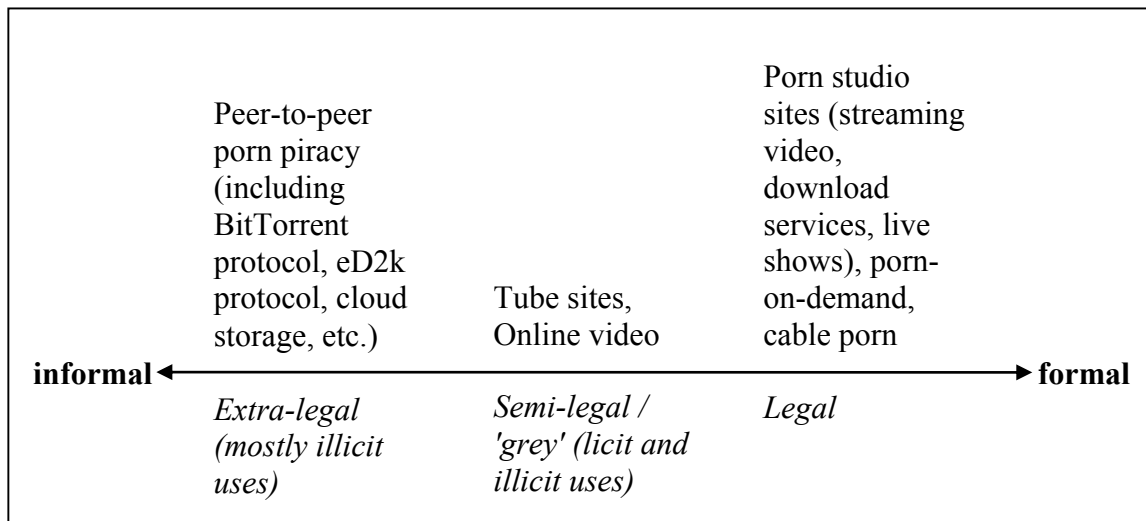 Peer-to-peer
porn piracy
(including
BitTorrent
protocol, eD2k
protocol, cloud
storage, etc.)
Tube sites,
Online video
Porn studio
sites (streaming
video,
download
services, live
shows), porn-
on-demand,
cable porn
informal
formal
Extra-legal
(mostly illicit
uses)
Semi-legal /
'grey' (licit and
illicit uses)
Legal